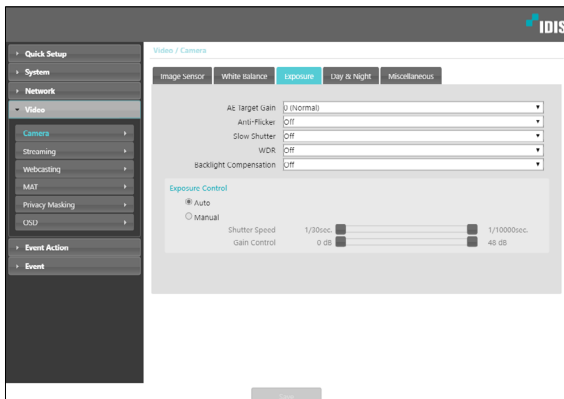 IDIS
Quick Setup
System
Network
Video
Camera
Streaming
Webcasting
MAT
Privacy Masking
OSD
Event Action
Event
Video / Camera
Image Sensor White Balance Exposure Day & Night Miscellaneous
AE Target Gain 0 (Normal)
Anti-Flicker Off
Slow Shutter Off
WDR Off
Backlight Compensation Off
Exposure Control
Auto
Manual
Shutter Speed 1/30sec. 1/10000sec.
Gain Control 0 dB 48 dB
Save